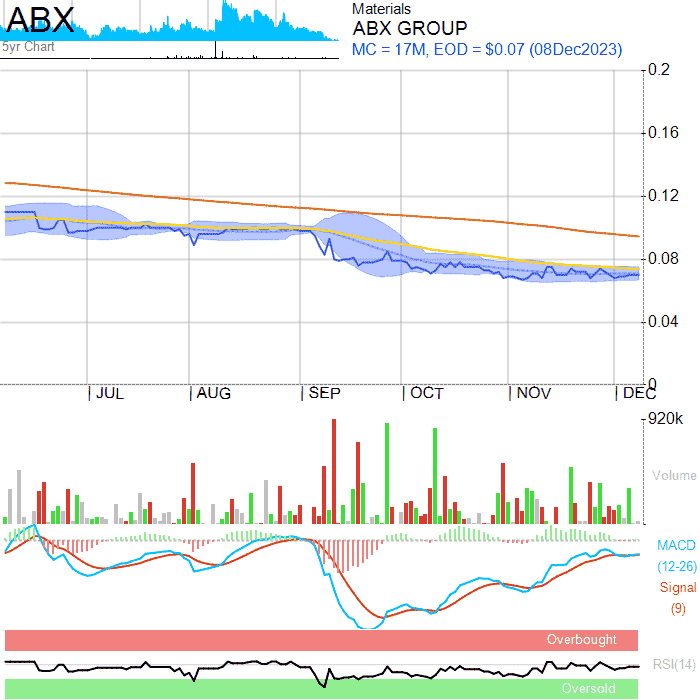 ABX
5yr Chart
Materials
ABX GROUP
MC = 17M, EOD = $0.07 (08Dec2023)
0.2
0.16
0.12
0.08
0.04
0
JUL AUG SEP OCT NOV DEC
920k
Volume
MACD
(12-26)
Signal
(9)
Overbought
RSI(14)
Oversold